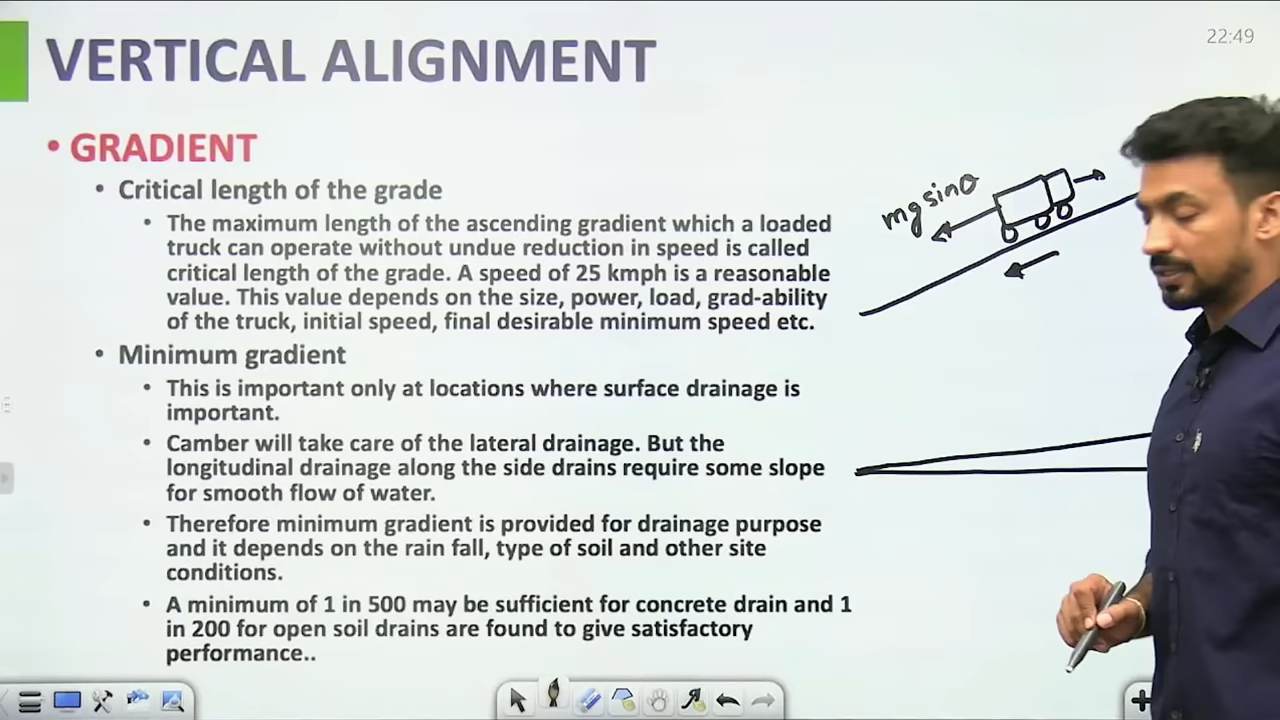 22:49
VERTICAL ALIGNMENT
• GRADIENT
• Critical length of the grade
• The maximum length of the ascending gradient which a loaded
truck can operate without undue reduction in speed is called
critical length of the grade. A speed of 25 kmph is a reasonable
value. This value depends on the size, power, load, grad-ability
of the truck, initial speed, final desirable minimum speed etc.
mg sinθ
• Minimum gradient
• This is important only at locations where surface drainage is
important.
• Camber will take care of the lateral drainage. But the
longitudinal drainage along the side drains require some slope
for smooth flow of water.
• Therefore minimum gradient is provided for drainage purpose
and it depends on the rain fall, type of soil and other site
conditions.
• A minimum of 1 in 500 may be sufficient for concrete drain and 1
in 200 for open soil drains are found to give satisfactory
performance..